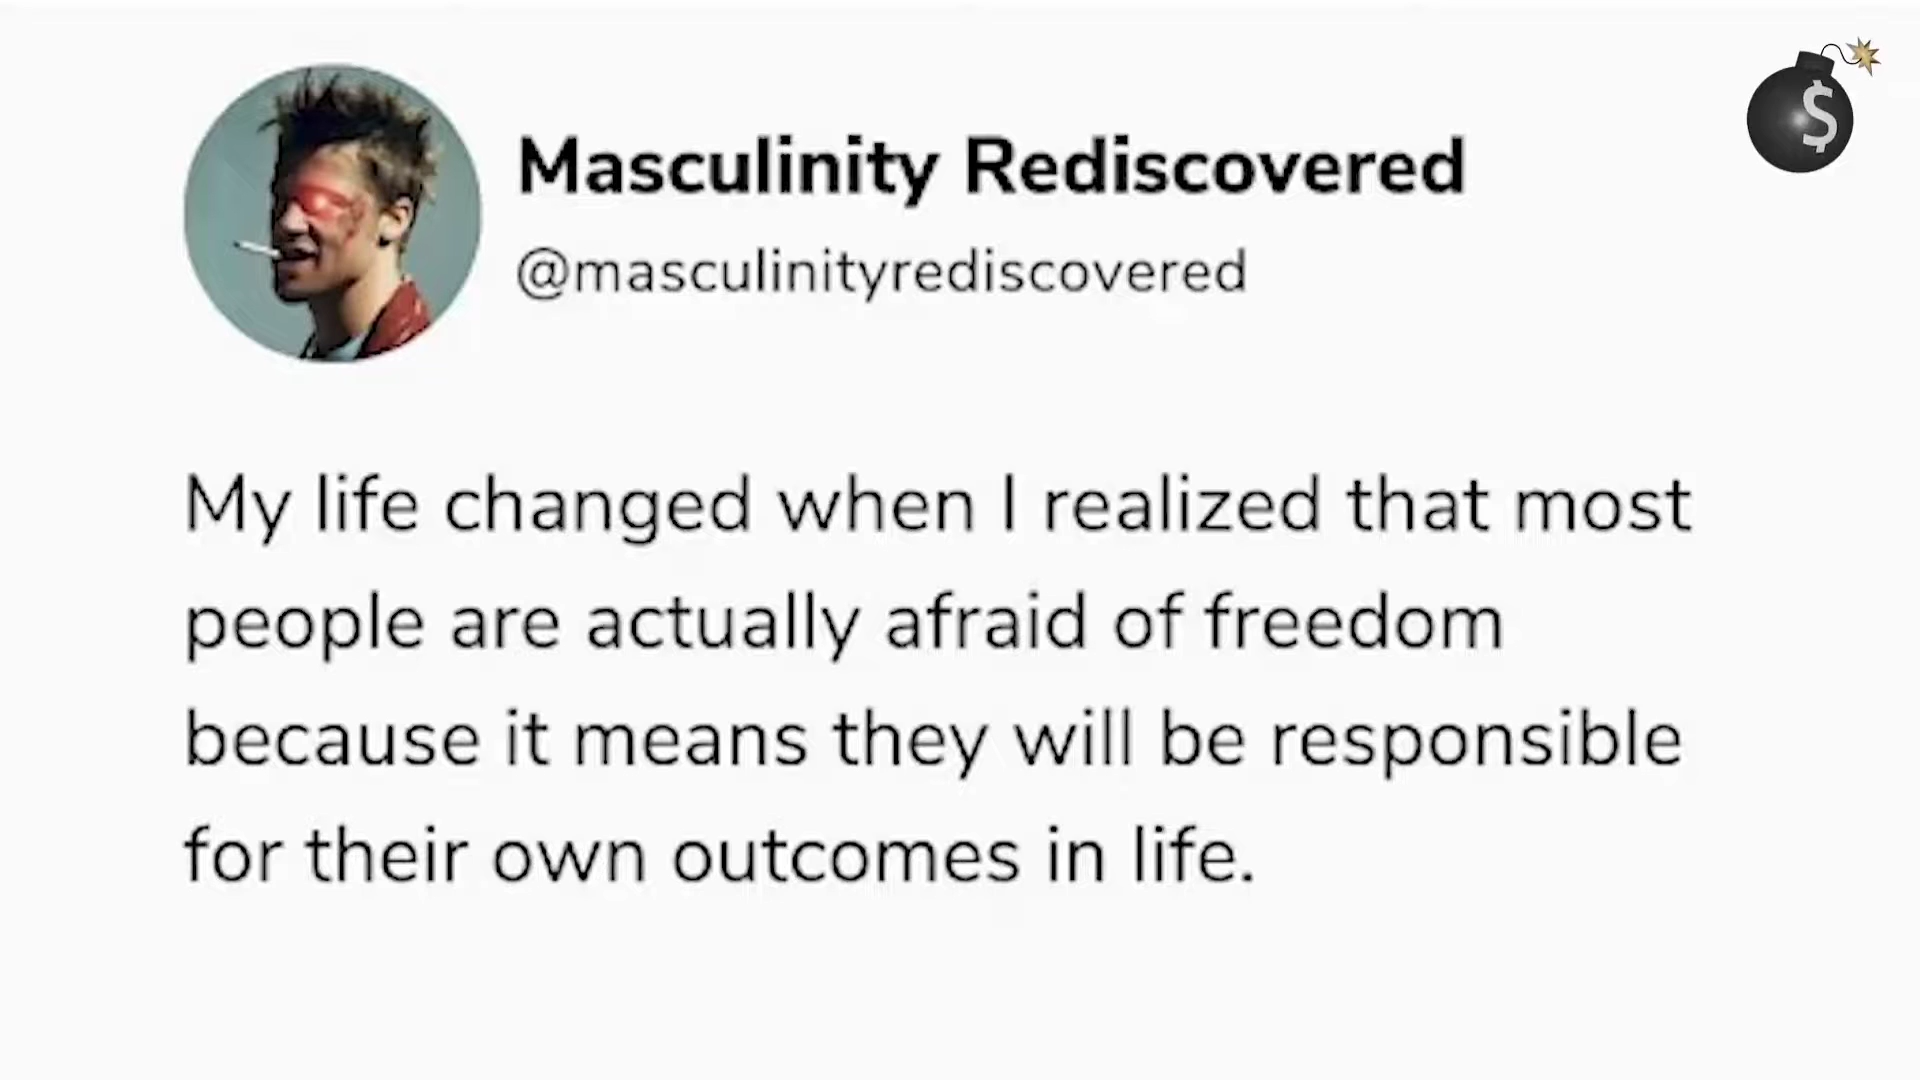 $
Masculinity Rediscovered
@masculinityrediscovered
My life changed when I realized that most
people are actually afraid of freedom
because it means they will be responsible
for their own outcomes in life.